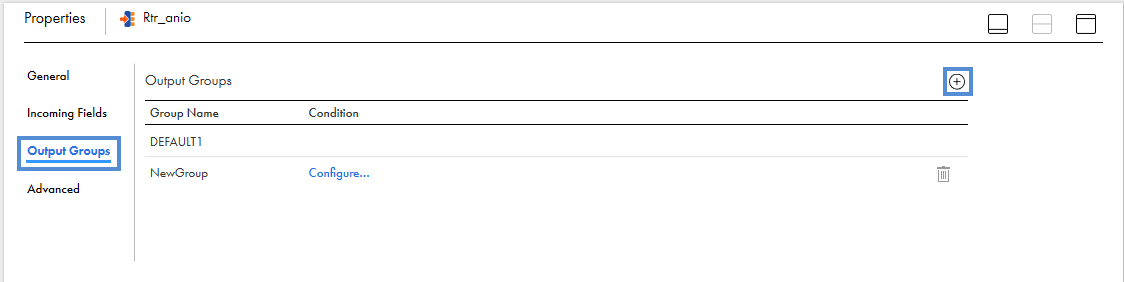 Properties Rtr_anio
General
Output Groups
Incoming Fields
Group Name Condition
Output Groups
DEFAULT1
NewGroup Configure...
Advanced